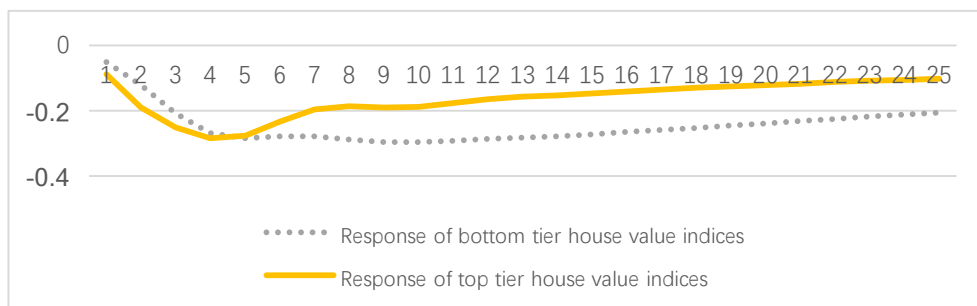 0
1 2 3 4 5 6 7 8 9 10 11 12 13 14 15 16 17 18 19 20 21 22 23 24 25
-0.2
-0.4
Response of bottom tier house value indices
Response of top tier house value indices